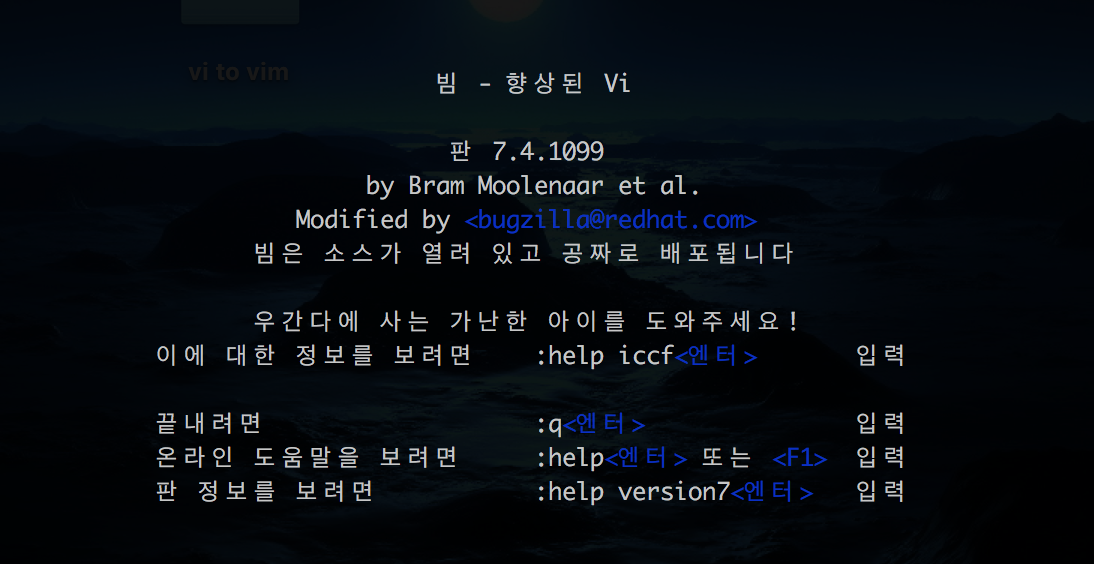 vi to vim
빔 - 향상된 Vi
판 7.4.1099
by Bram Moolenaar et al.
Modified by <bugzilla@redhat.com>
빔은 소스가 열려 있고 공짜로 배포됩니다
우간다에 사는 가난한 아이를 도와주세요!
이에 대한 정보를 보려면 :help iccf<엔터> 입력
끝내려면 :q<엔터> 입력
온라인 도움말을 보려면 :help<엔터> 또는 <F1> 입력
판 정보를 보려면 :help version7<엔터> 입력